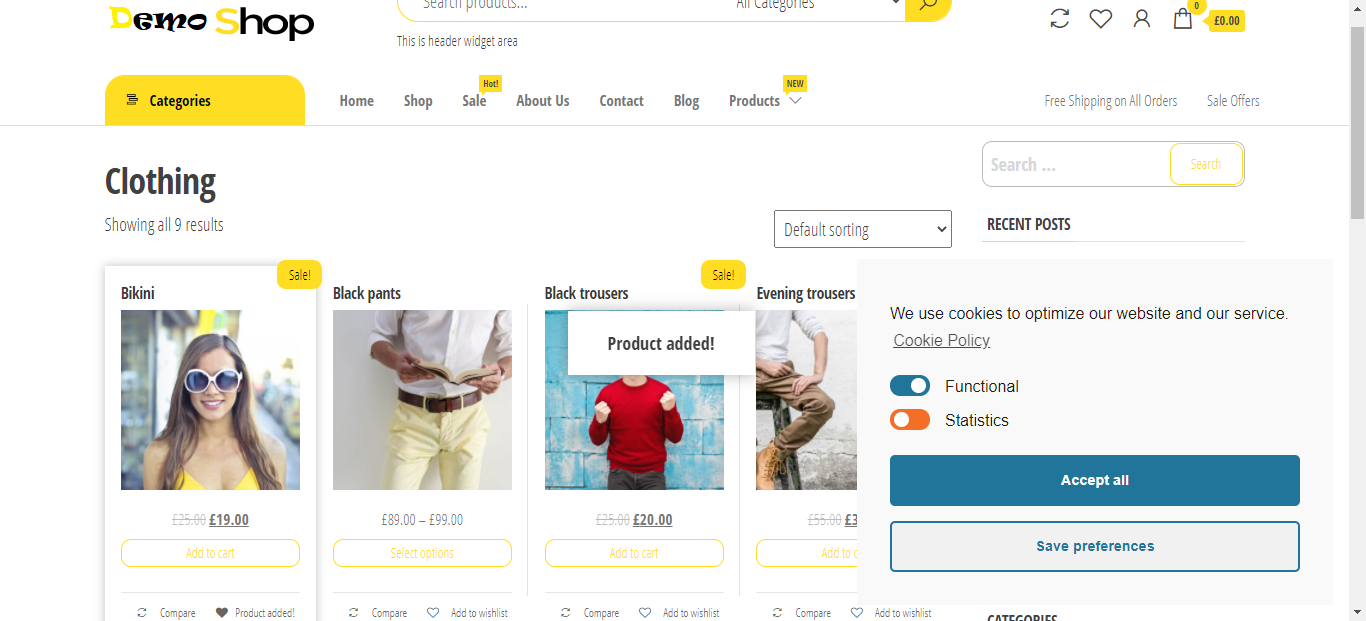 Demo Shop
Search products...
All Categories
0
£0.00
This is header widget area
Categories
Home
Shop
Sale
Hot!
About Us
Contact
Blog
Products
NEW
Free Shipping on All Orders
Sale Offers
Clothing
Showing all 9 results
Default sorting
Search ...
Search
RECENT POSTS
Sale!
Bikini
£25.00 £19.00
Add to cart
Compare
Product added!
Black pants
£89.00 – £99.00
Select options
Compare
Add to wishlist
Sale!
Black trousers
Product added!
£25.00 £20.00
Add to cart
Compare
Add to wishlist
Evening trousers
£55.00
Add to
Compare
Add to wishlist
We use cookies to optimize our website and our service.
Cookie Policy
Functional
Statistics
Accept all
Save preferences
CATEGORIES